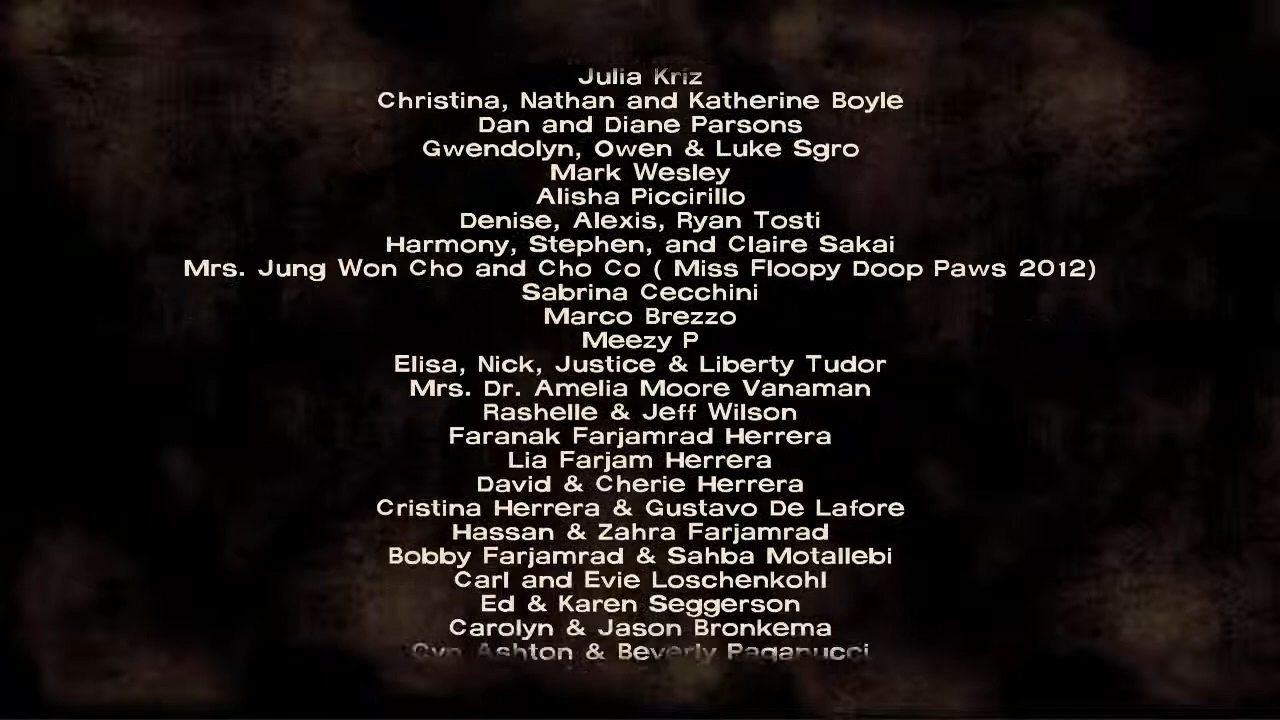 Julia Kriz
Christina, Nathan and Katherine Boyle
Dan and Diane Parsons
Gwendolyn, Owen & Luke Sgro
Mark Wesley
Alisha Piccirillo
Denise, Alexis, Ryan Tosti
Harmony, Stephen, and Claire Sakai
Mrs. Jung Won Cho and Cho Co ( Miss Floopy Doop Paws 2012)
Sabrina Cecchini
Marco Brezzo
Meezy P
Elisa, Nick, Justice & Liberty Tudor
Mrs. Dr. Amelia Moore Vanaman
Rashelle & Jeff Wilson
Faranak Farjamrad Herrera
Lia Farjam Herrera
David & Cherie Herrera
Cristina Herrera & Gustavo De Lafore
Hassan & Zahra Farjamrad
Bobby Farjamrad & Sahba Motallebi
Carl and Evie Loschenkohl
Ed & Karen Seggerson
Carolyn & Jason Bronkema
Ashton & Beverly Paganucci